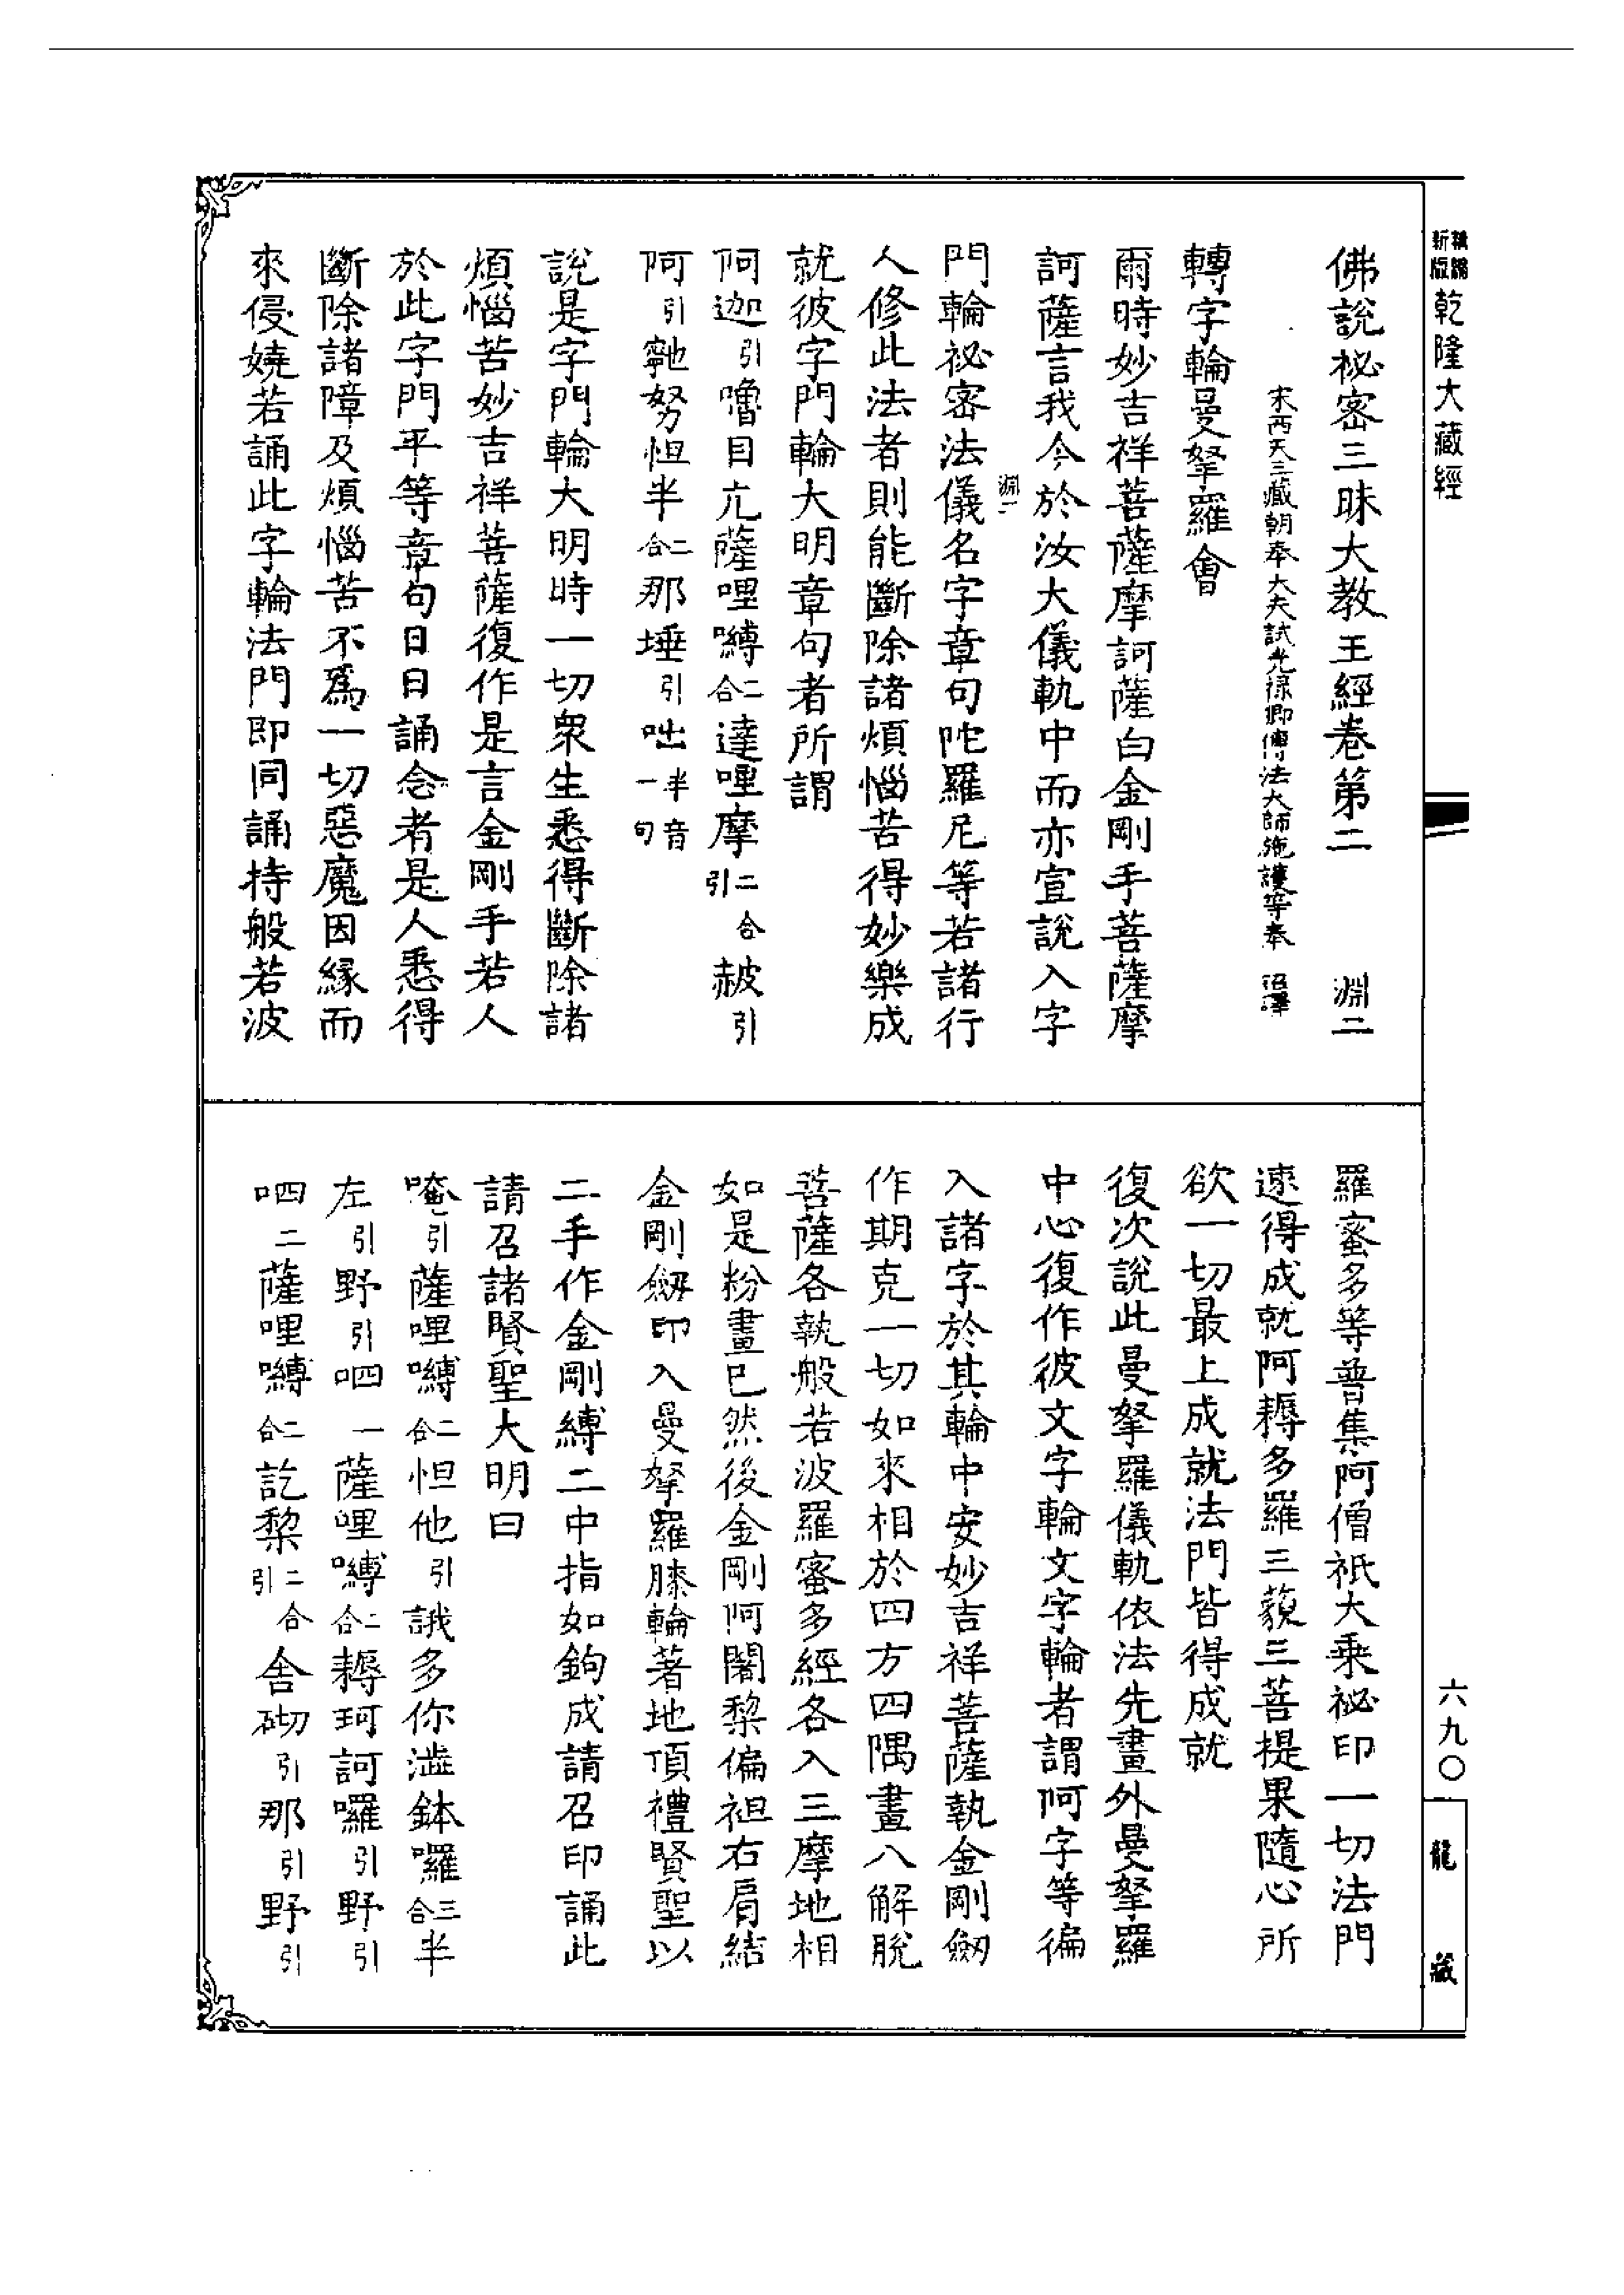 精編新版乾隆大藏經
佛說祕密三昧大教王經卷第二 淵二
宋西天三藏朝奉大夫試光祿卿傳法大師施護等奉 詔譯
轉字輪曼拏羅會
爾時妙吉祥菩薩摩訶薩白金剛手菩薩摩
訶薩言我今於汝大儀軌中而亦宣說入字
淵二
門輪祕密法儀名字章句陀羅尼等若諸行
人修此法者則能斷除諸煩惱苦得妙樂成
就彼字門輪大明章句者所謂
阿迦引嚕目亢薩哩嚩二合達哩摩二合引赧引
阿引鼗努怛半二合那埵引咄半音一句
說是字門輪大明時一切衆生悉得斷除諸
煩惱苦妙吉祥菩薩復作是言金剛手若人
於此字門平等章句日日誦念者是人悉得
斷除諸障及煩惱苦不爲一切惡魔因緣而
來侵嬈若誦此字輪法門即同誦持般若波
羅蜜多等普集阿僧祇大乘祕印一切法門
速得成就阿耨多羅三藐三菩提果隨心所
欲一切最上成就法門皆得成就
復次說此曼拏羅儀軌依法先畫外曼拏羅
中心復作彼文字輪文字輪者謂阿字等徧
入諸字於其輪中安妙吉祥菩薩執金剛劒
作期克一切如來相於四方四隅畫八解脫
菩薩各執般若波羅蜜多經各入三摩地相
如是粉畫已然後金剛阿闍棃偏袒右肩結
金剛劒印入曼拏羅膝輪著地頂禮賢聖以
二手作金剛縛二中指如鉤成請召印誦此
請召諸賢聖大明曰
唵引薩哩嚩二合怛他引誐多你澁鉢囉三合半
左引野引呬一薩哩嚩二合耨珂訶囉引野引
呬二薩哩嚩二合訖棃二合引舍砌引那引野引
六九〇
龍藏